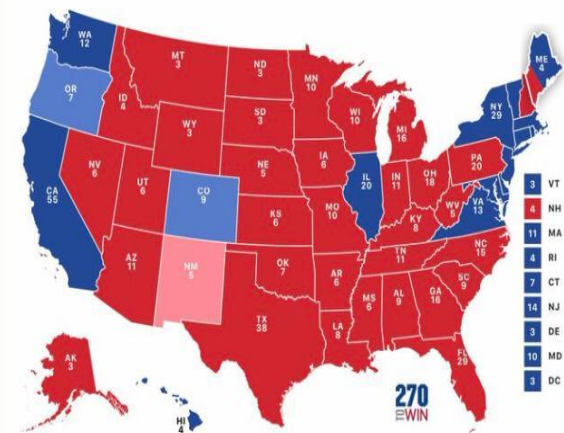 WA
12
OR
7
CA
55
NV
6
ID
4
MT
3
WY
3
UT
6
AZ
11
CO
9
NM
5
ND
3
SD
3
NE
5
KS
6
OK
7
TX
38
MN
10
IA
6
MO
10
AR
6
LA
8
WI
10
IL
20
MI
16
IN
11
OH
18
KY
8
TN
11
MS
6
AL
9
GA
16
FL
29
SC
9
NC
15
VA
13
WV
5
PA
20
NY
29
ME
4
AK
3
HI
4
3 VT
4 NH
11 MA
4 RI
7 CT
14 NJ
3 DE
10 MD
3 DC
270
TOWIN